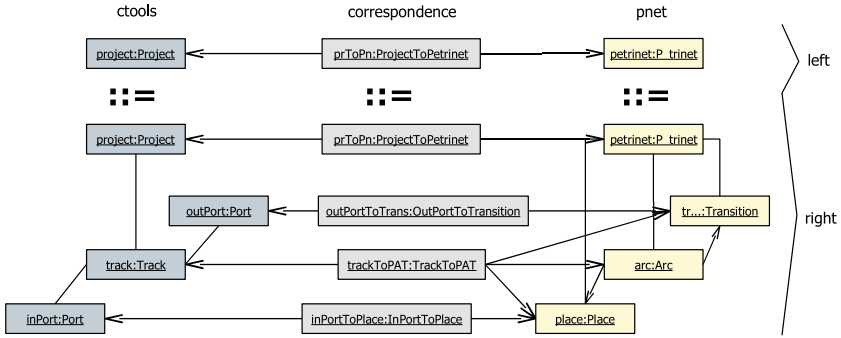 ctools correspondence pnet
project:Project prToPn:ProjectToPetrinet petrinet:P_trinet
left
::= ::= ::=
project:Project prToPn:ProjectToPetrinet petrinet:P_trinet
outPort:Port outPortToTrans:OutPortToTransition tr...:Transition
right
track:Track trackToPAT:TrackToPAT arc:Arc
inPort:Port inPortToPlace:InPortToPlace place:Place